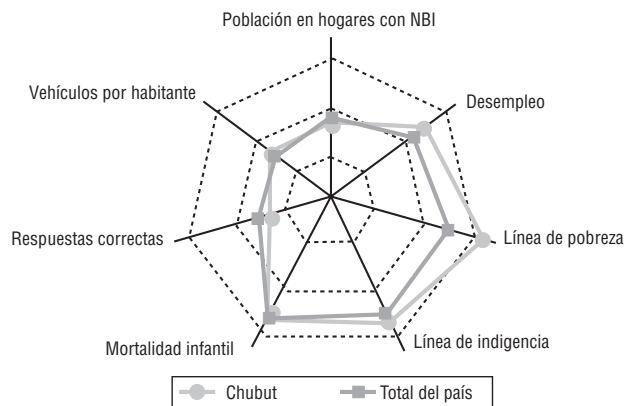 Población en hogares con NBI
Vehículos por habitante
Desempleo
Respuestas correctas
Línea de pobreza
Mortalidad infantil
Línea de indigencia
Chubut
Total del país